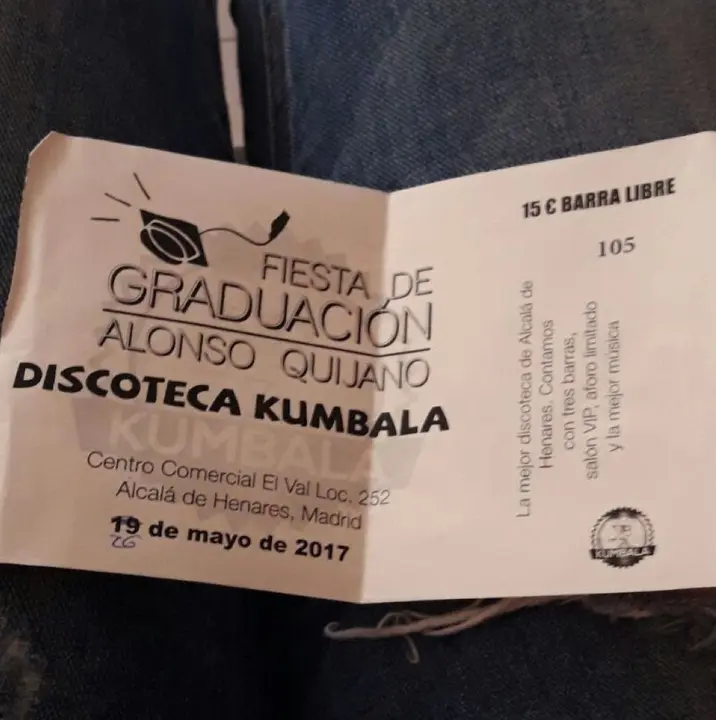 FIESTA DE
GRADUACIÓN
ALONSO QUIJANO
DISCOTECA KUMBALA
KUMBALA
Centro Comercial El Val Loc. 252
Alcalá de Henares, Madrid
19 de mayo de 2017
26
15 € BARRA LIBRE
105
La mejor discoteca de Alcalá de
Henares. Contamos
con tres barras,
salón VIP, aforo limitado
y la mejor música
KUMBALA